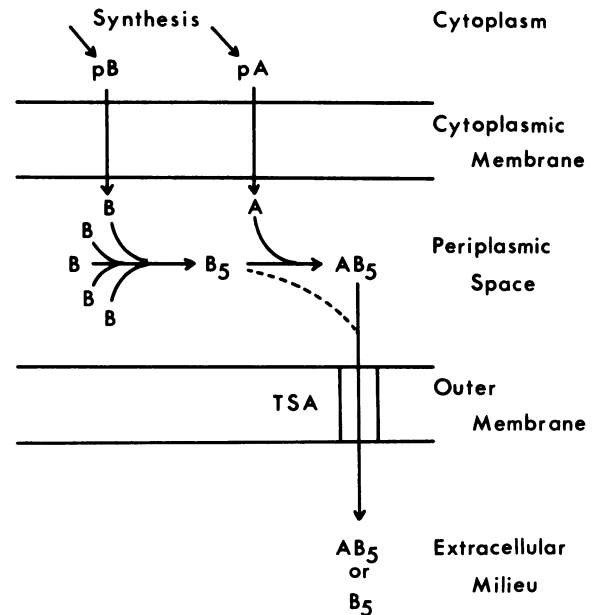 Synthesis
Cytoplasm
pB
pA
Cytoplasmic
Membrane
B
A
B
B
B
B
B5
AB5
Periplasmic
Space
TSA
Outer
Membrane
AB5
or
B5
Extracellular
Milieu